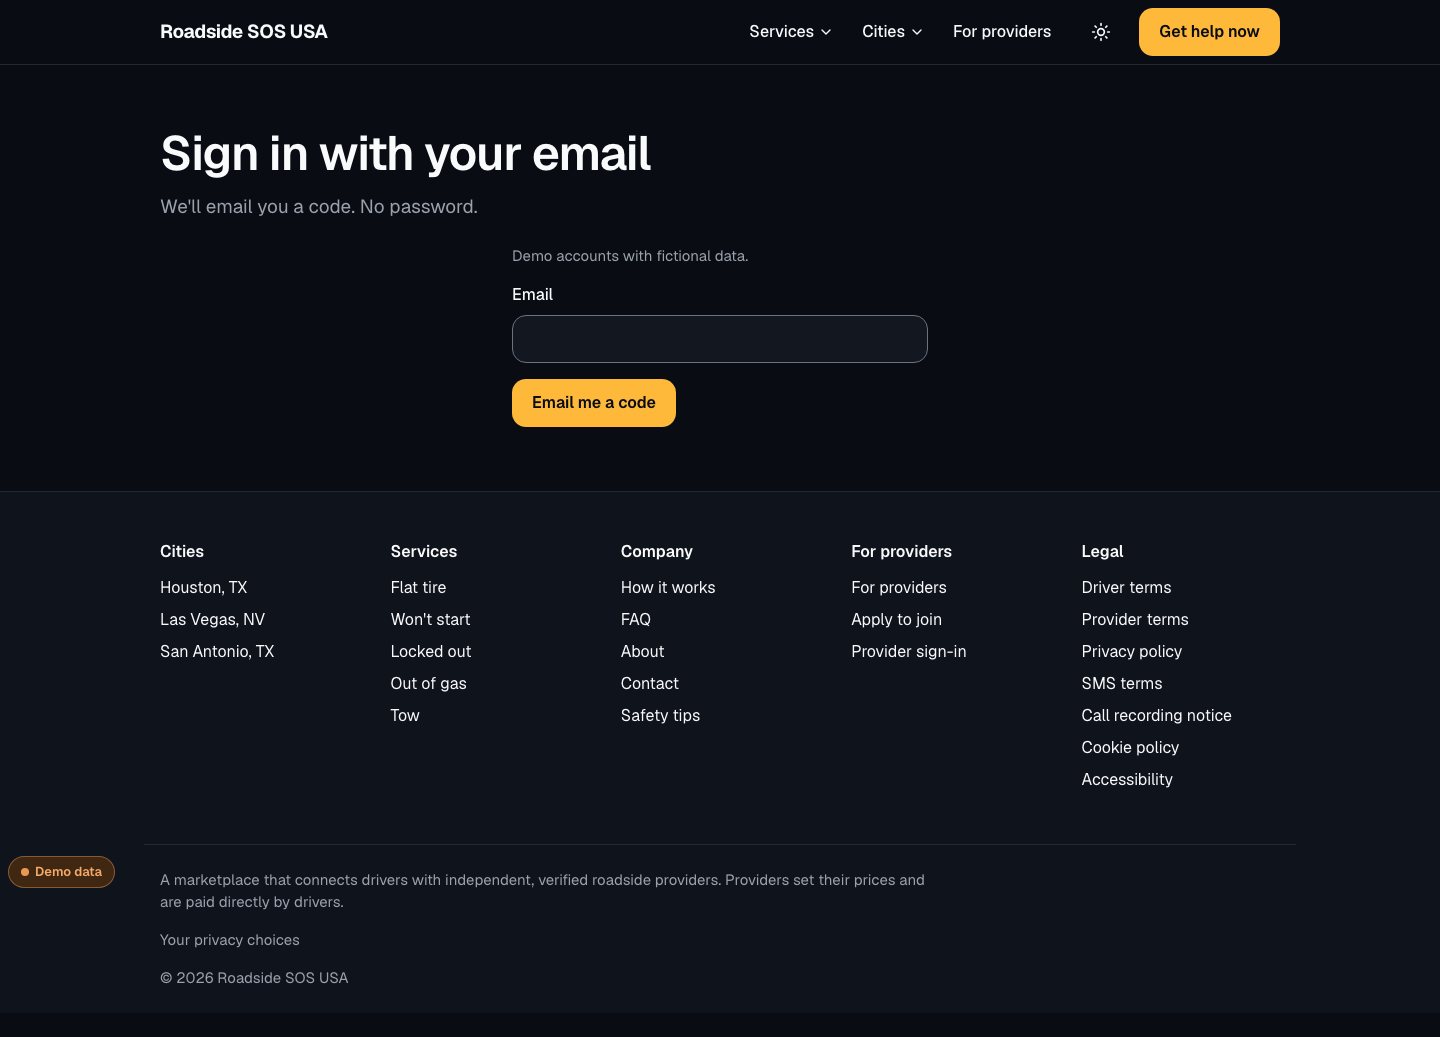 Roadside SOS USA
Services
Cities
For providers
Get help now
Sign in with your email
We'll email you a code. No password.
Demo accounts with fictional data.
Email
Email me a code
Cities
Houston, TX
Las Vegas, NV
San Antonio, TX
Services
Flat tire
Won't start
Locked out
Out of gas
Tow
Company
How it works
FAQ
About
Contact
Safety tips
For providers
For providers
Apply to join
Provider sign-in
Legal
Driver terms
Provider terms
Privacy policy
SMS terms
Call recording notice
Cookie policy
Accessibility
Demo data
A marketplace that connects drivers with independent, verified roadside providers. Providers set their prices and
are paid directly by drivers.
Your privacy choices
© 2026 Roadside SOS USA